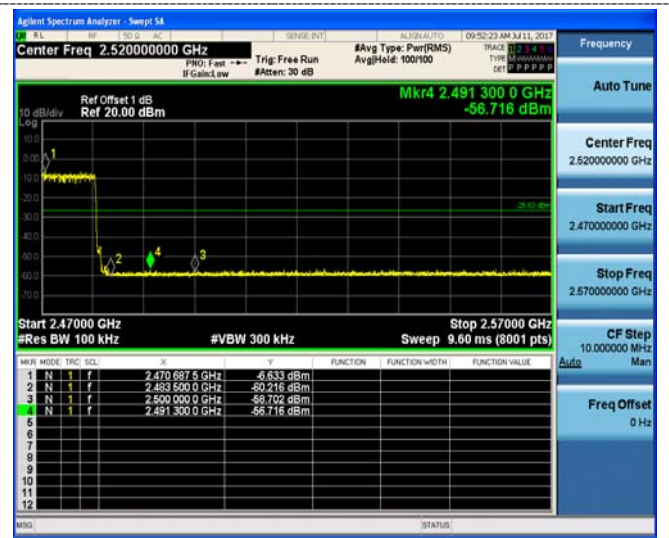 Agilent Spectrum Analyzer - Swept SA
RL RF 50 Ω AC SENSE:INT ALIGN AUTO 09:52:23 AM Jul 11, 2017
Center Freq 2.520000000 GHz #Avg Type: Pwr(RMS) TRACE 1 2 3 4 5 6 Frequency
PNO: Fast Trig: Free Run Avg|Hold: 100/100 TYPE
IFGain:Low #Atten: 30 dB DET P P P P P P
Auto Tune
Mkr4 2.491 300 0 GHz
Ref Offset 1 dB
10 dB/div Ref 20.00 dBm -56.716 dBm
Log
10.0
0.00
-10.0
-20.0
-30.0
-40.0
-50.0
-60.0
-70.0
1
2
4
3
Center Freq
2.520000000 GHz
Start Freq
2.470000000 GHz
Stop Freq
2.570000000 GHz
Start 2.47000 GHz Stop 2.57000 GHz
#Res BW 100 kHz #VBW 300 kHz Sweep 9.60 ms (8001 pts)
CF Step
10.000000 MHz
Auto Man
MKR MODE TRC SCL X Y FUNCTION FUNCTION WIDTH FUNCTION VALUE
1 N 1 f 2.470 687 5 GHz -6.633 dBm
2 N 1 f 2.483 500 0 GHz -60.216 dBm
3 N 1 f 2.500 000 0 GHz -58.702 dBm
4 N 1 f 2.491 300 0 GHz -56.716 dBm
5
6
7
8
9
10
11
12
Freq Offset
0 Hz
MSG STATUS